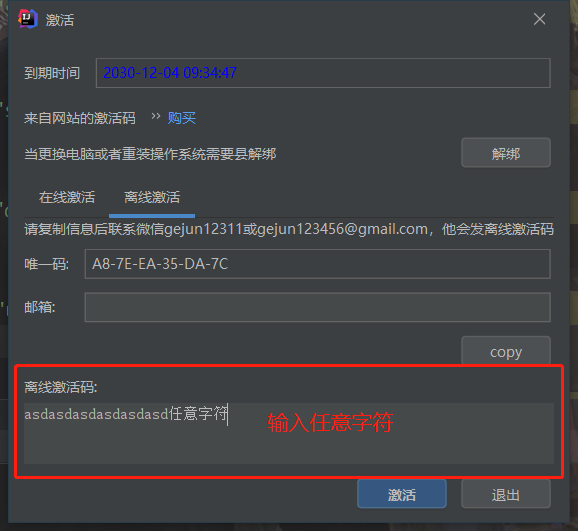 激活
到期时间 2030-12-04 09:34:47
来自网站的激活码 >> 购买
当更换电脑或者重装操作系统需要县解绑 解绑
在线激活 离线激活
请复制信息后联系微信gejun12311或gejun123456@gmail.com，他会发离线激活码
唯一码: A8-7E-EA-35-DA-7C
邮箱:
copy
离线激活码:
asdasdasdasdasdasd任意字符 输入任意字符
激活 退出